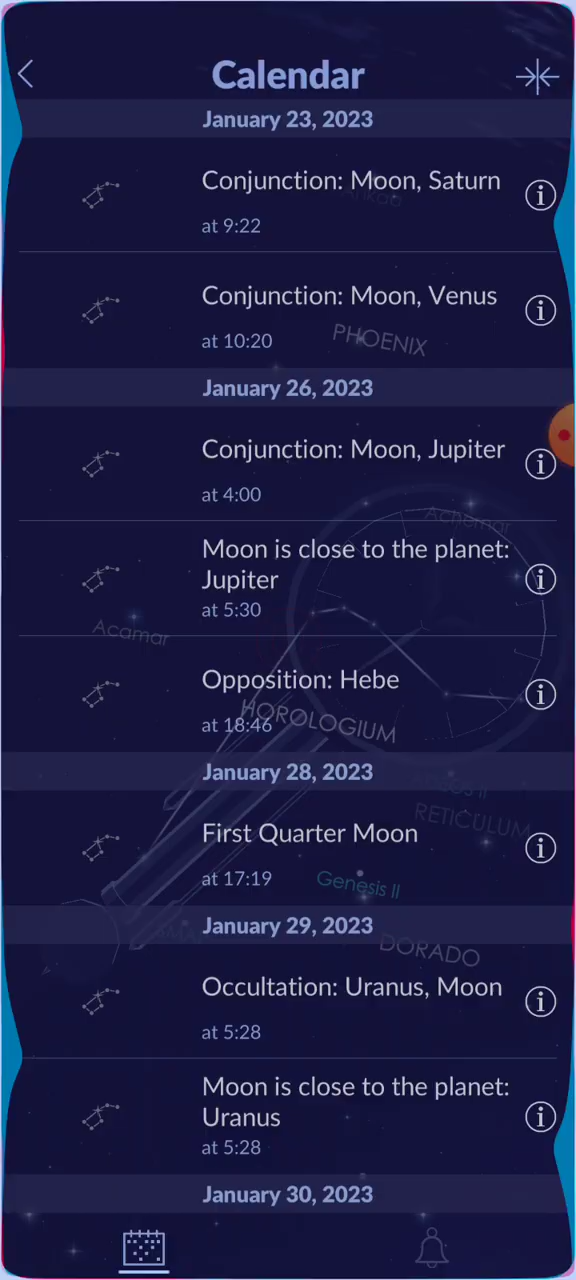 Calendar
January 23, 2023
Conjunction: Moon, Saturn
at 9:22
Conjunction: Moon, Venus
at 10:20
PHOENIX
January 26, 2023
Conjunction: Moon, Jupiter
at 4:00
Achernar
Moon is close to the planet:
Jupiter
at 5:30
Acamar
Opposition: Hebe
at 18:46
HOROLOGIUM
January 28, 2023
RETICULUM
First Quarter Moon
at 17:19
Genesis II
January 29, 2023
DORADO
Occultation: Uranus, Moon
at 5:28
Moon is close to the planet:
Uranus
at 5:28
January 30, 2023